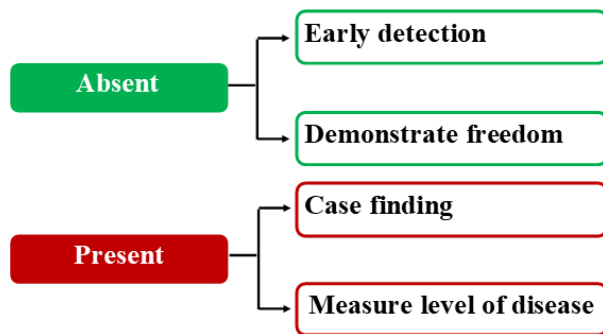 Early detection
Absent
Demonstrate freedom
Case finding
Present
Measure level of disease